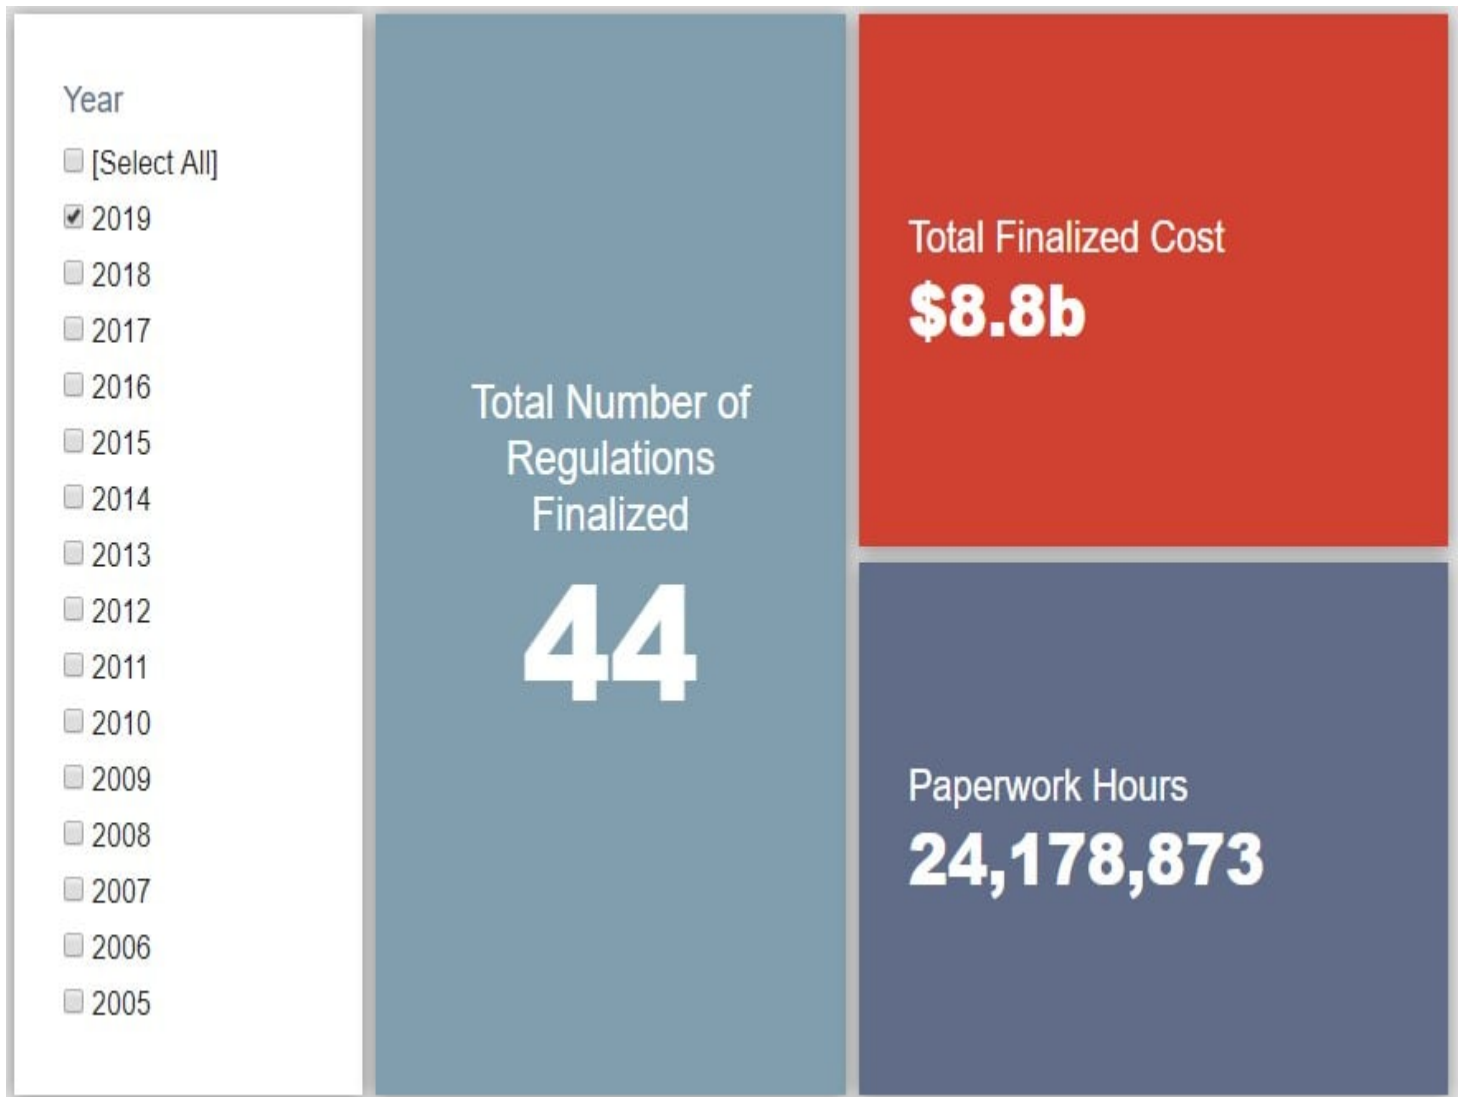 Year
[Select All]
2019
2018
2017
2016
2015
2014
2013
2012
2011
2010
2009
2008
2007
2006
2005
Total Number of
Regulations
Finalized
44
Total Finalized Cost
$8.8b
Paperwork Hours
24,178,873